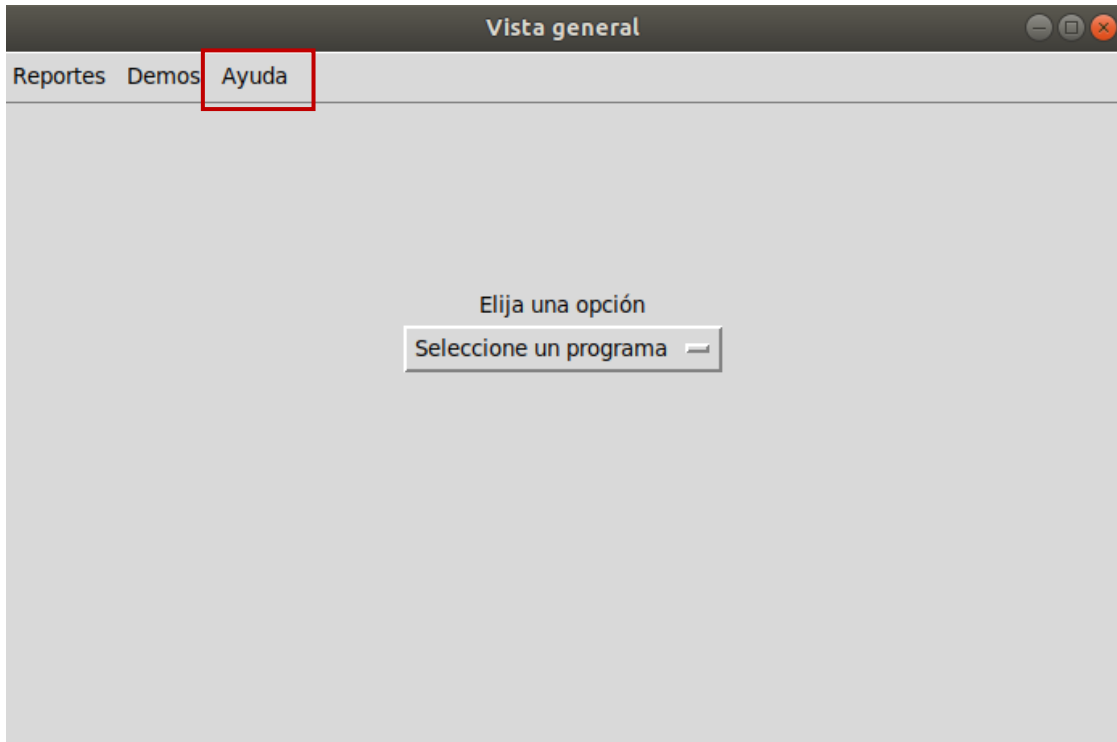 Vista general
Reportes Demos Ayuda
Elija una opción
Seleccione un programa